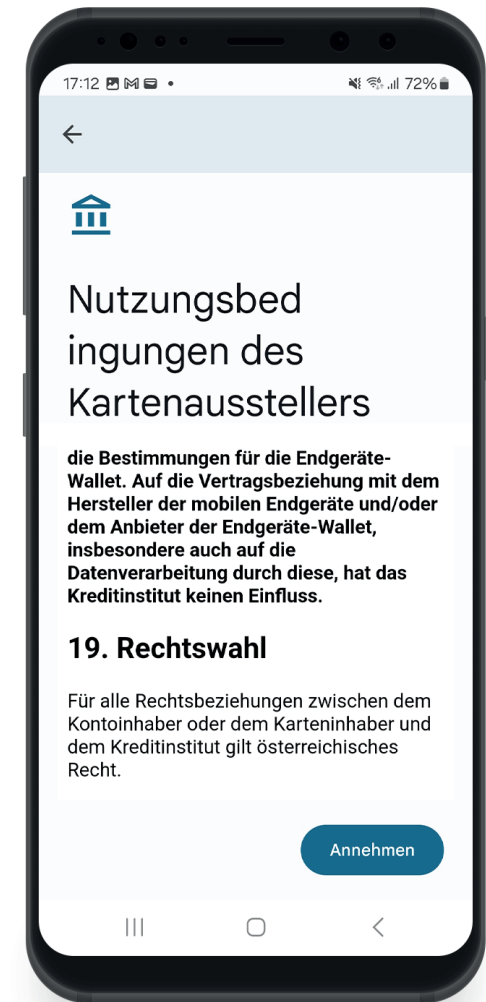 17:12
72%
Nutzungsbed
ingungen des
Kartenausstellers
die Bestimmungen für die Endgeräte-
Wallet. Auf die Vertragsbeziehung mit dem
Hersteller der mobilen Endgeräte und/oder
dem Anbieter der Endgeräte-Wallet,
insbesondere auch auf die
Datenverarbeitung durch diese, hat das
Kreditinstitut keinen Einfluss.
19. Rechtswahl
Für alle Rechtsbeziehungen zwischen dem
Kontoinhaber oder dem Karteninhaber und
dem Kreditinstitut gilt österreichisches
Recht.
Annehmen